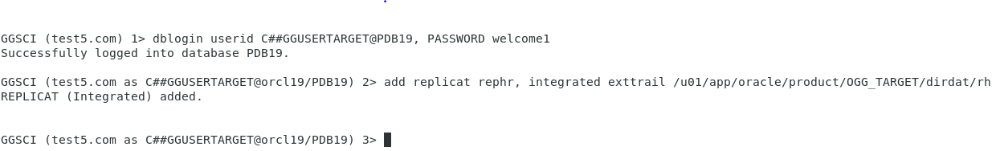 GGSCI (test5.com) 1> dblogin userid C##GGUSERTARGET@PDB19, PASSWORD welcome1
Successfully logged into database PDB19.
GGSCI (test5.com as C##GGUSERTARGET@orcl19/PDB19) 2> add replicat rephr, integrated exttrail /u01/app/oracle/product/OGG_TARGET/dirdat/rh
REPLICAT (Integrated) added.
GGSCI (test5.com as C##GGUSERTARGET@orcl19/PDB19) 3>